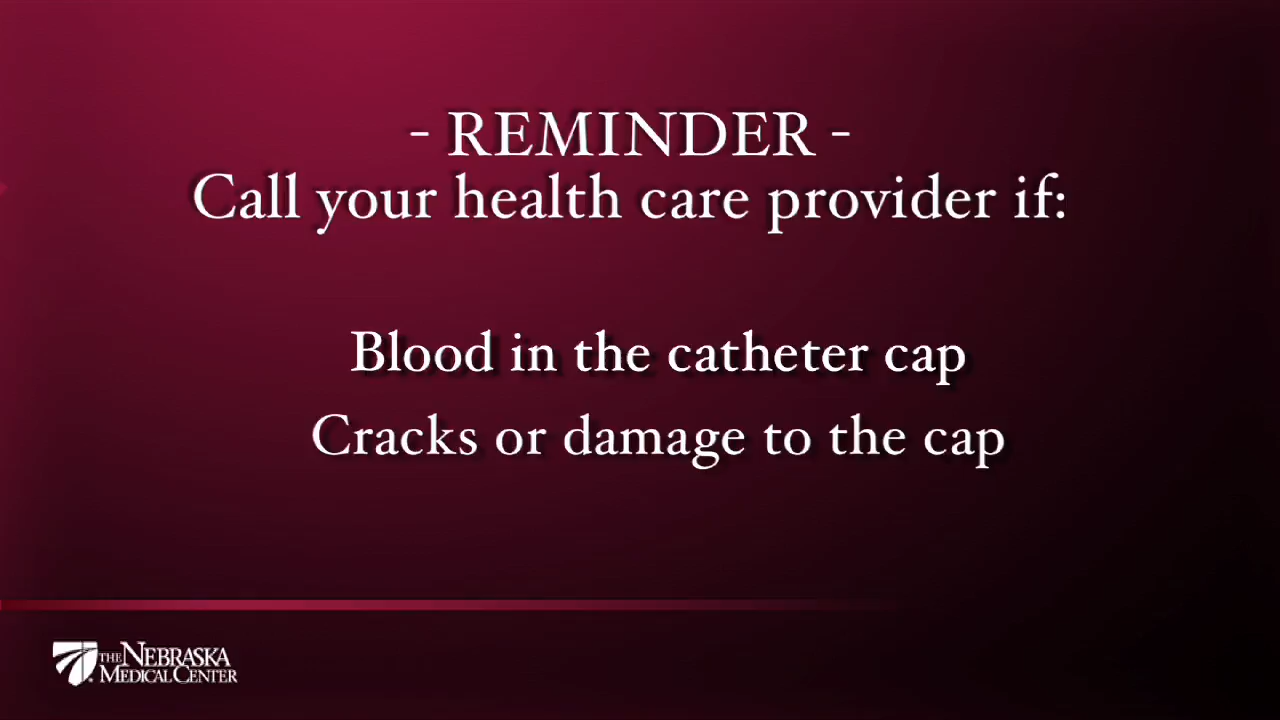 - REMINDER -
Call your health care provider if:
Blood in the catheter cap
Cracks or damage to the cap
THE NEBRASKA
MEDICAL CENTER